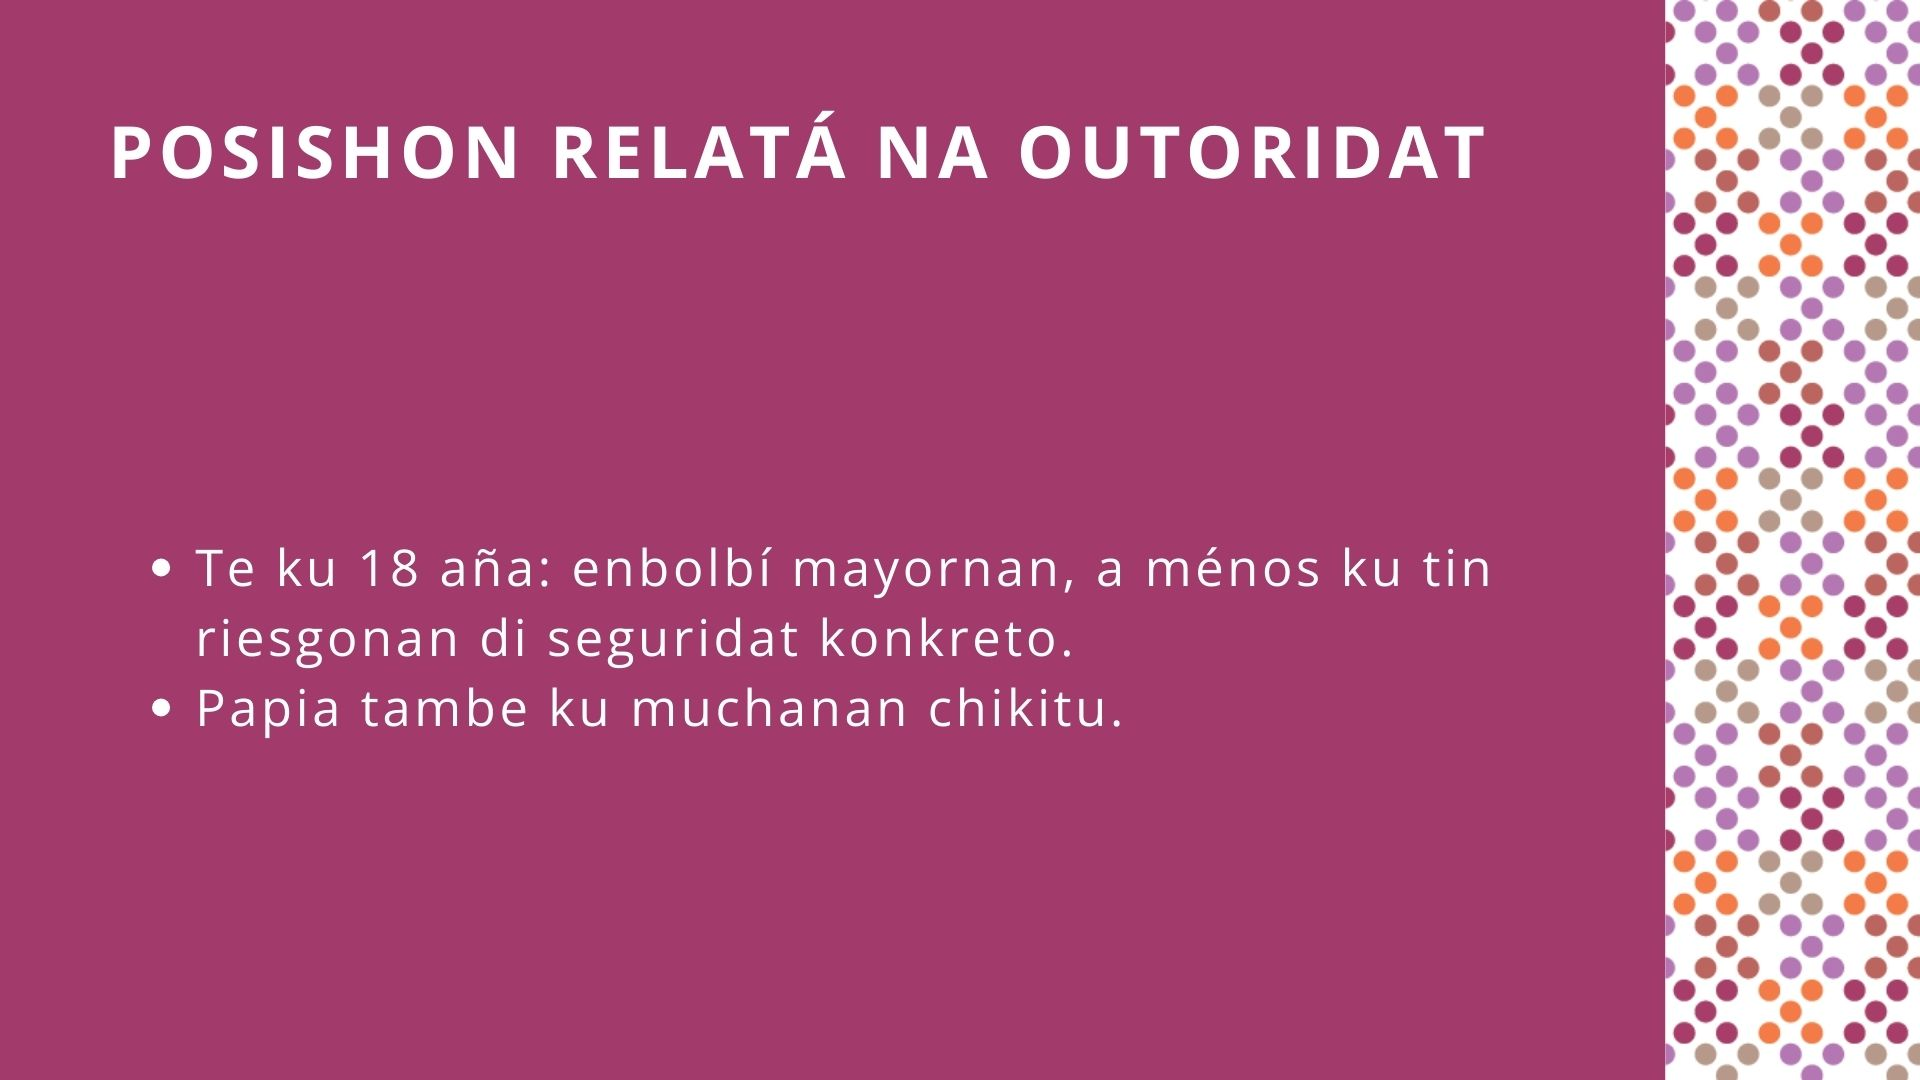 POSISHON RELATÁ NA OUTORIDAT
• Te ku 18 aña: enbolbí mayornan, a ménos ku tin
riesgonan di seguridat konkreto.
• Papia tambe ku muchanan chikitu.